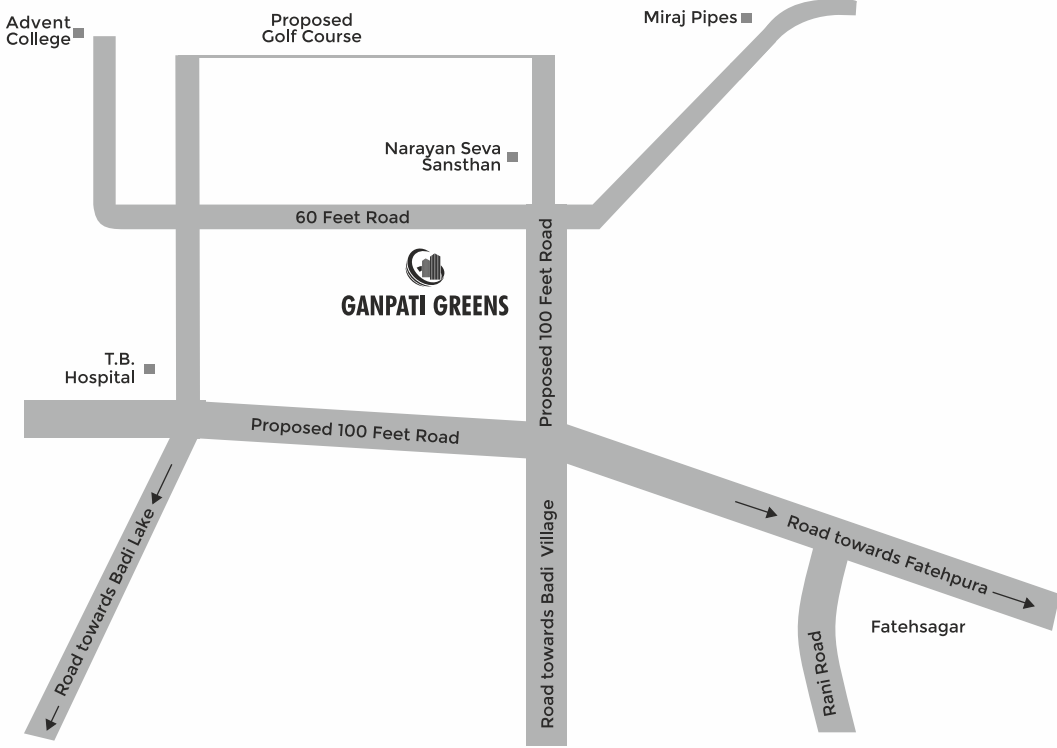 Advent
College
Proposed
Golf Course
Miraj Pipes
Narayan Seva
Sansthan
60 Feet Road
Proposed 100 Feet Road
GANPATI GREENS
T.B.
Hospital
Proposed 100 Feet Road
Road towards Badi Lake
Road towards Badi Village
Road towards Fatehpura
Fatehsagar
Rani Road